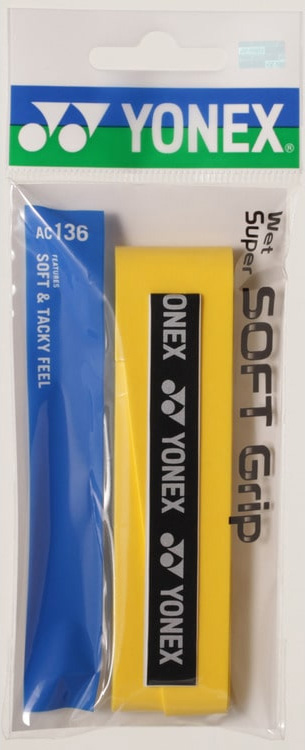 YONEX®
AC136
FEATURES
SOFT & TACKY FEEL
Wet
Super
SOFT Grip
YONEX
YONEX
YONEX